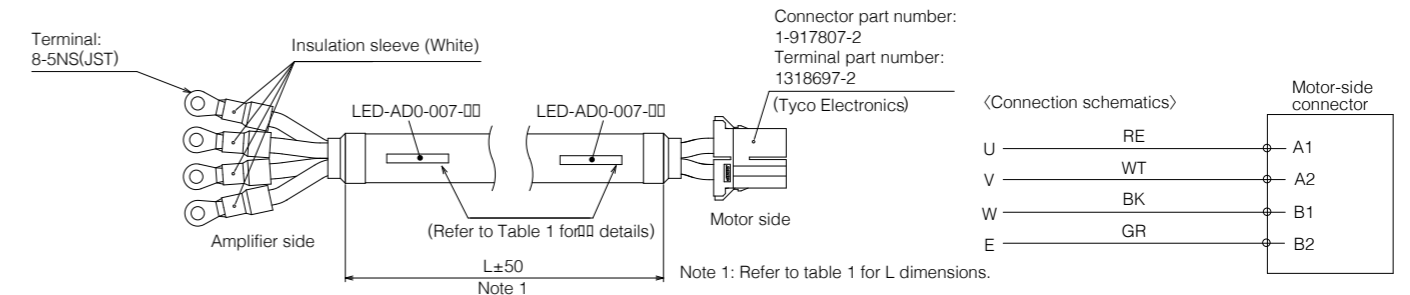 Terminal:
8-5NS(JST)
Insulation sleeve (White)
Connector part number:
1-917807-2
Terminal part number:
1318697-2
(Tyco Electronics)
LED-AD0-007-□□
LED-AD0-007-□□
(Refer to Table 1 for□□ details)
Amplifier side
Motor side
L±50
Note 1
Note 1: Refer to table 1 for L dimensions.
〈Connection schematics〉
Motor-side
connector
U RE A1
V WT A2
W BK B1
E GR B2